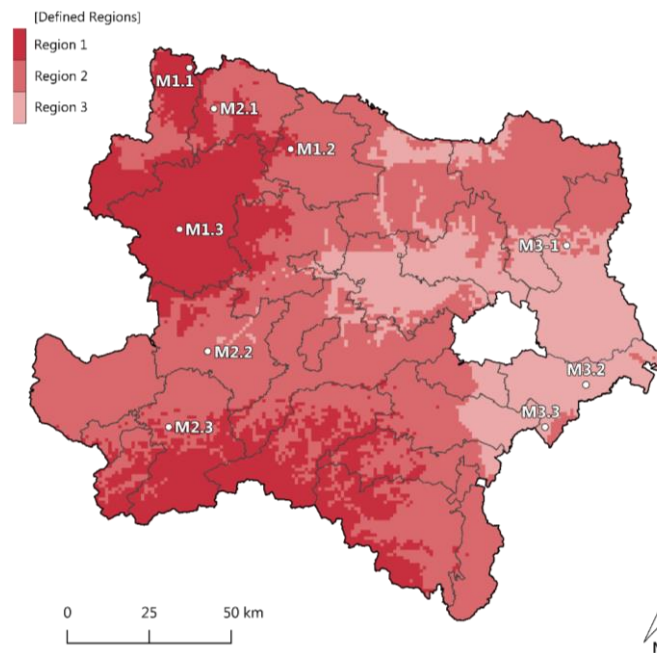 [Defined Regions]
Region 1
Region 2
Region 3
M1.1
M2.1
M1.2
M1.3
M3-1
M2.2
M3.2
M3.3
M2.3
0 25 50 km
N